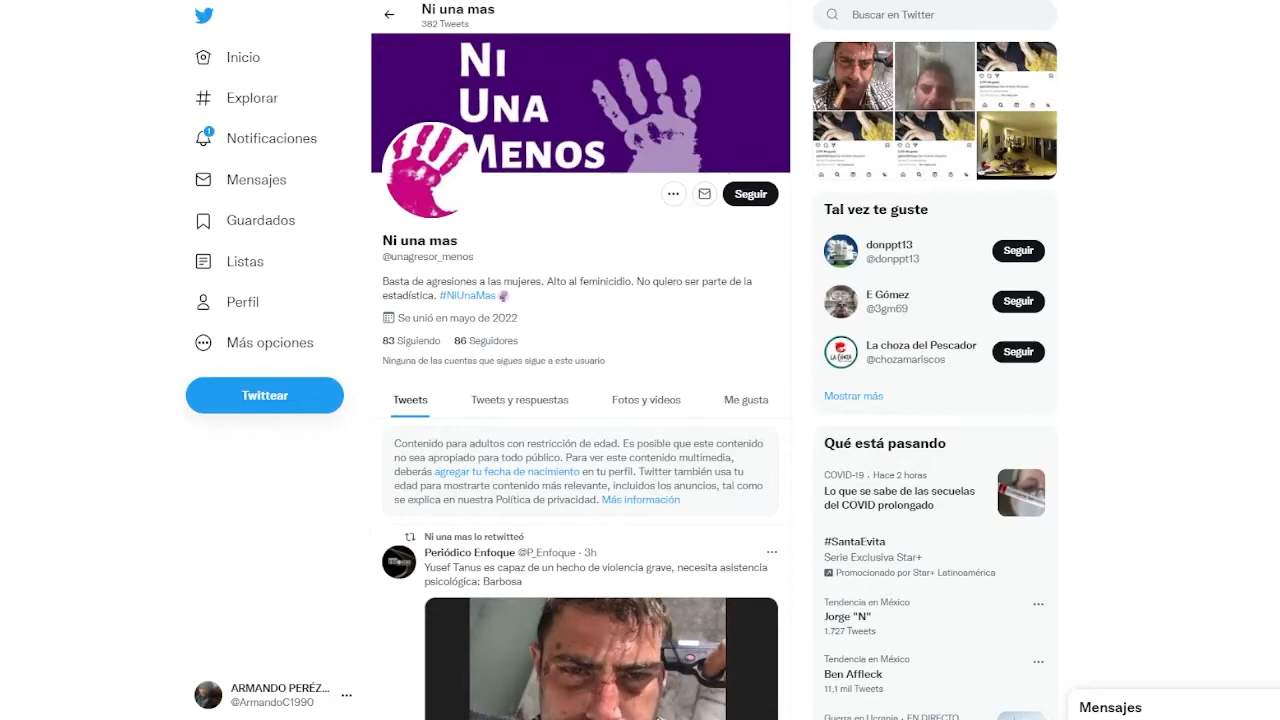 Inicio
Explorar
1
Notificaciones
Mensajes
Guardados
Listas
Perfil
Más opciones
Twittear
ARMANDO PERÉZ...
@ArmandoC1990
Ni una mas
382 Tweets
NI
UNA
MENOS
Seguir
Ni una mas
@unagresor_menos
Basta de agresiones a las mujeres. Alto al feminicidio. No quiero ser parte de la
estadística. #NiUnaMas
Se unió en mayo de 2022
83 Siguiendo 86 Seguidores
Ninguna de las cuentas que sigues sigue a este usuario
Tweets Tweets y respuestas Fotos y videos Me gusta
Contenido para adultos con restricción de edad. Es posible que este contenido
no sea apropiado para todo público. Para ver este contenido multimedia,
deberás agregar tu fecha de nacimiento en tu perfil. Twitter también usa tu
edad para mostrarte contenido más relevante, incluidos los anuncios, tal como
se explica en nuestra Política de privacidad. Más información
Ni una mas lo retwitteó
Periódico Enfoque @P_Enfoque · 3h
Yusef Tanus es capaz de un hecho de violencia grave, necesita asistencia
psicológica: Barbosa
Buscar en Twitter
Tal vez te guste
donppt13
@donppt13
Seguir
E Gómez
@3gm69
Seguir
La choza del Pescador
@chozamariscos
Seguir
Mostrar más
Qué está pasando
COVID-19 · Hace 2 horas
Lo que se sabe de las secuelas
del COVID prolongado
#SantaEvita
Serie Exclusiva Star+
Promocionado por Star+ Latinoamérica
Tendencia en México
Jorge "N"
1.727 Tweets
Tendencia en México
Ben Affleck
11,1 mil Tweets
Guerra en Ucrania · EN DIRECTO
Mensajes